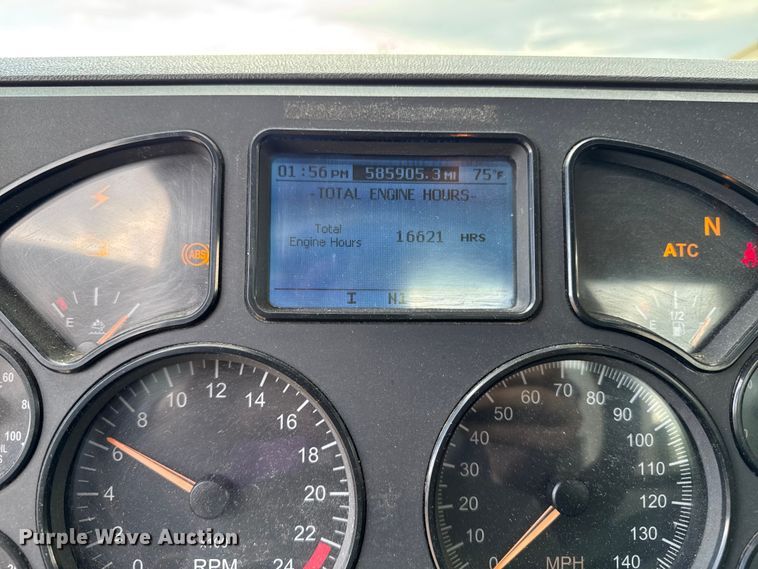 01:56 PM 585905.3 MI 75°F
-TOTAL ENGINE HOURS-
Total
Engine Hours 16621 HRS
I N1
ABS
E
N
ATC
E 1/2
60
80
100
0 2 4 6 8 10 12 14 16 18 20 22 24
x100
RPM
0 30 40 50 60 70 80 90 100 110 120 130 140
MPH
Purple Wave Auction